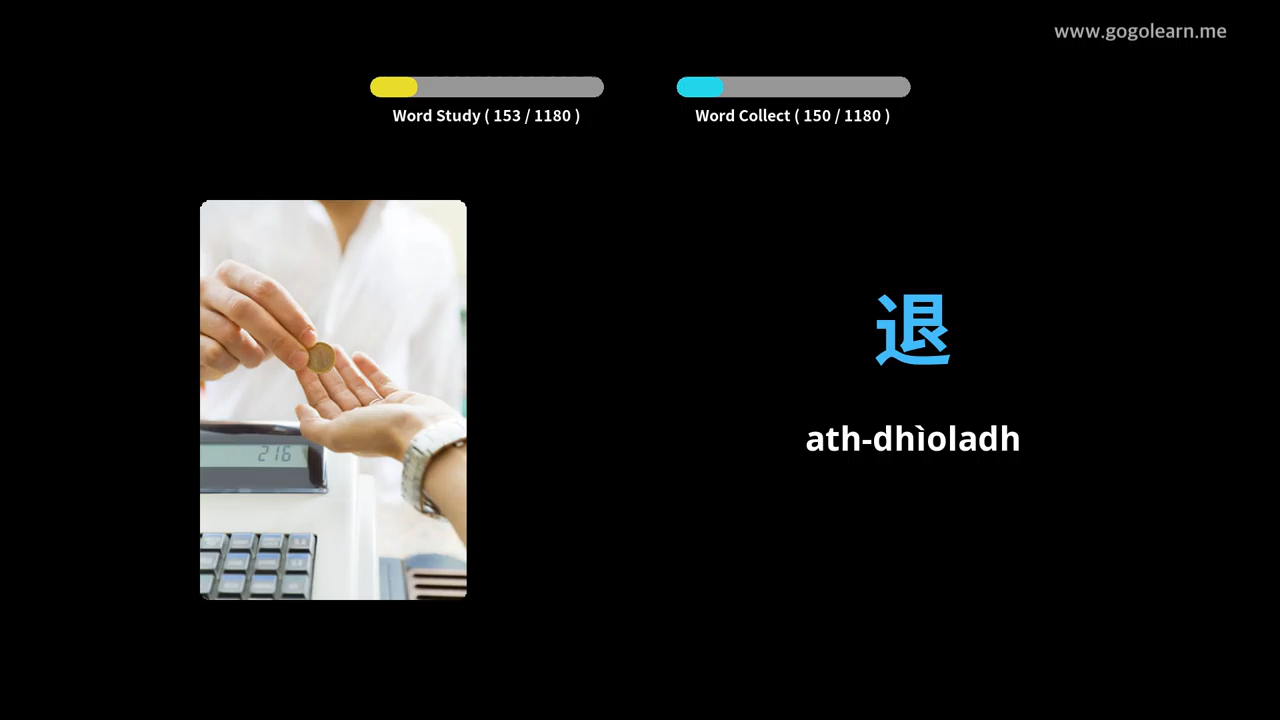 www.gogolearn.me
Word Study ( 153 / 1180 )
Word Collect ( 150 / 1180 )
退
ath-dhìoladh
216